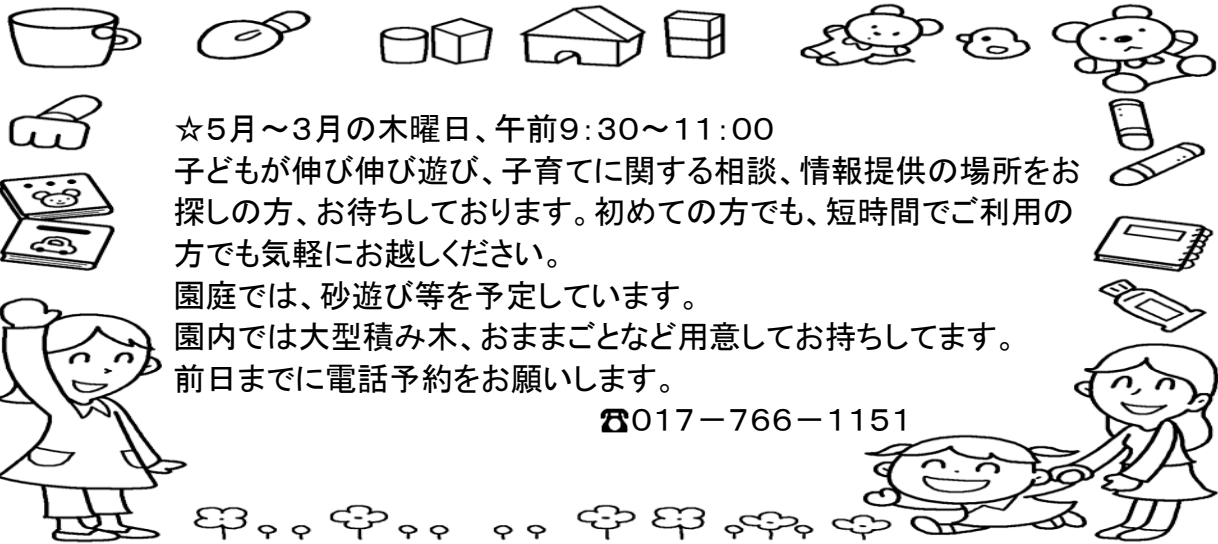 ☆5月～3月の木曜日、午前9:30～11:00
子どもが伸び伸び遊び、子育てに関する相談、情報提供の場所をお
探しの方、お待ちしております。初めての方でも、短時間でご利用の
方でも気軽にお越しください。
園庭では、砂遊び等を予定しています。
園内では大型積み木、おままごとなど用意してお持ちしてます。
前日までに電話予約をお願いします。
☎017－766－1151